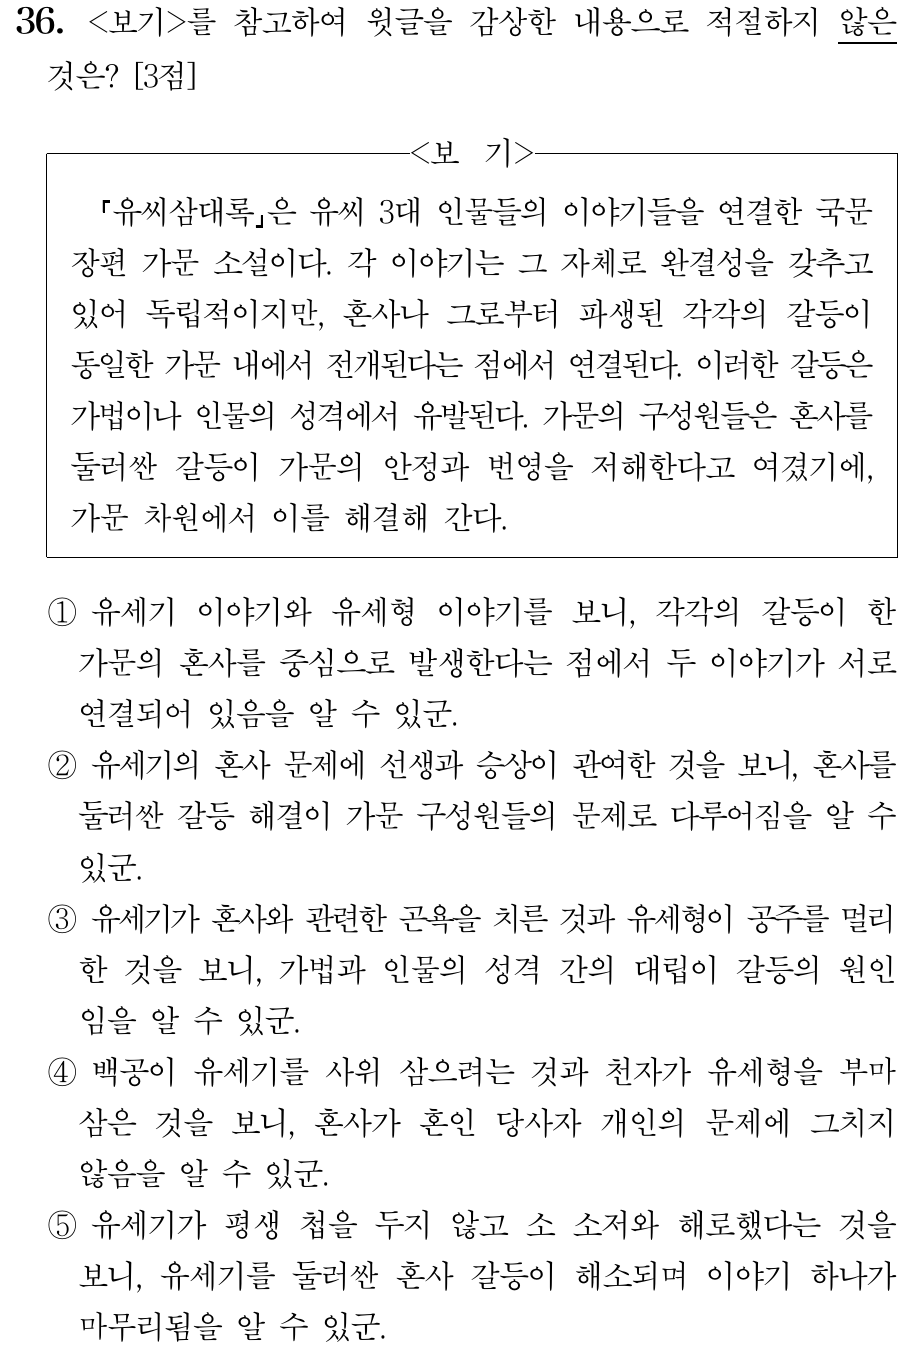 36. <보기>를 참고하여 윗글을 감상한 내용으로 적절하지 않은
것은? [3점]
<보 기>
『유씨삼대록』은 유씨 3대 인물들의 이야기들을 연결한 국문
장편 가문 소설이다. 각 이야기는 그 자체로 완결성을 갖추고
있어 독립적이지만, 혼사나 그로부터 파생된 각각의 갈등이
동일한 가문 내에서 전개된다는 점에서 연결된다. 이러한 갈등은
가법이나 인물의 성격에서 유발된다. 가문의 구성원들은 혼사를
둘러싼 갈등이 가문의 안정과 번영을 저해한다고 여겼기에,
가문 차원에서 이를 해결해 간다.
① 유세기 이야기와 유세형 이야기를 보니, 각각의 갈등이 한
가문의 혼사를 중심으로 발생한다는 점에서 두 이야기가 서로
연결되어 있음을 알 수 있군.
② 유세기의 혼사 문제에 선생과 승상이 관여한 것을 보니, 혼사를
둘러싼 갈등 해결이 가문 구성원들의 문제로 다루어짐을 알 수
있군.
③ 유세기가 혼사와 관련한 곤욕을 치른 것과 유세형이 공주를 멀리
한 것을 보니, 가법과 인물의 성격 간의 대립이 갈등의 원인
임을 알 수 있군.
④ 백공이 유세기를 사위 삼으려는 것과 천자가 유세형을 부마
삼은 것을 보니, 혼사가 혼인 당사자 개인의 문제에 그치지
않음을 알 수 있군.
⑤ 유세기가 평생 첩을 두지 않고 소 소저와 해로했다는 것을
보니, 유세기를 둘러싼 혼사 갈등이 해소되며 이야기 하나가
마무리됨을 알 수 있군.